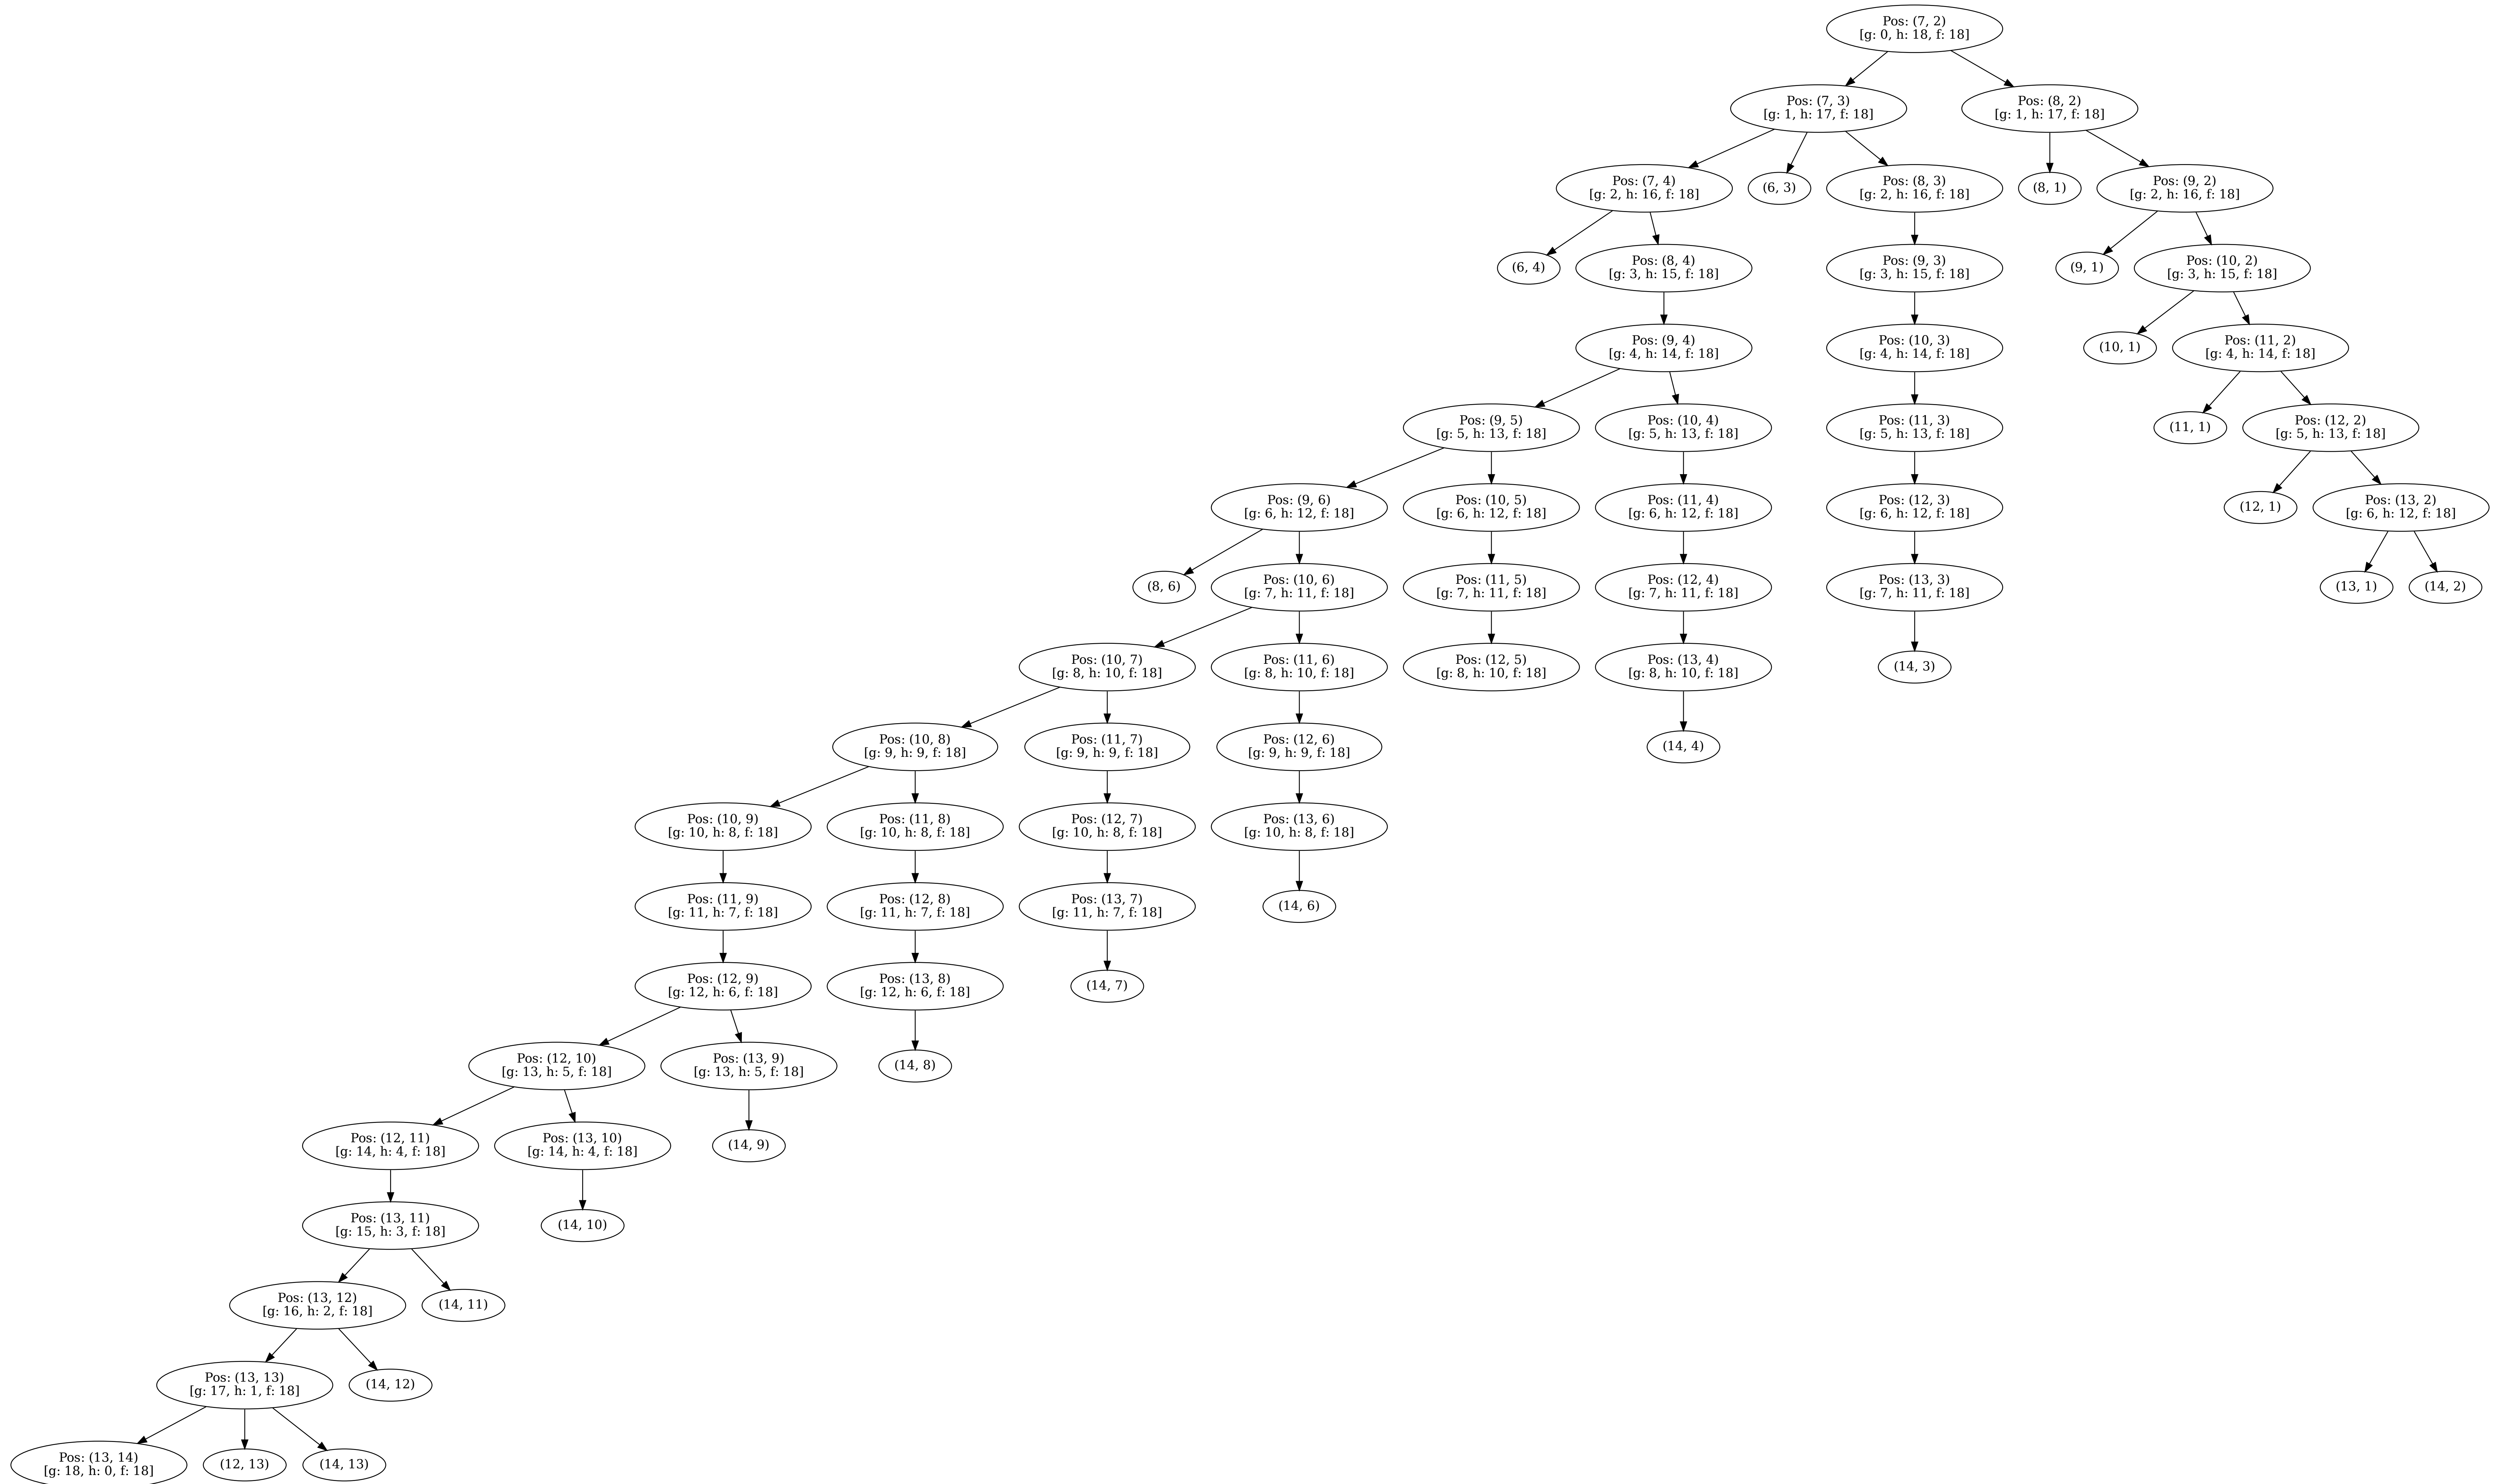 Pos: (7, 2)
[g: 0, h: 18, f: 18]
Pos: (7, 3)
[g: 1, h: 17, f: 18]
Pos: (8, 2)
[g: 1, h: 17, f: 18]
Pos: (7, 4)
[g: 2, h: 16, f: 18]
(6, 3)
Pos: (8, 3)
[g: 2, h: 16, f: 18]
(8, 1)
Pos: (9, 2)
[g: 2, h: 16, f: 18]
(6, 4)
Pos: (8, 4)
[g: 3, h: 15, f: 18]
Pos: (9, 3)
[g: 3, h: 15, f: 18]
(9, 1)
Pos: (10, 2)
[g: 3, h: 15, f: 18]
Pos: (9, 4)
[g: 4, h: 14, f: 18]
Pos: (10, 3)
[g: 4, h: 14, f: 18]
(10, 1)
Pos: (11, 2)
[g: 4, h: 14, f: 18]
Pos: (9, 5)
[g: 5, h: 13, f: 18]
Pos: (10, 4)
[g: 5, h: 13, f: 18]
Pos: (11, 3)
[g: 5, h: 13, f: 18]
(11, 1)
Pos: (12, 2)
[g: 5, h: 13, f: 18]
Pos: (9, 6)
[g: 6, h: 12, f: 18]
Pos: (10, 5)
[g: 6, h: 12, f: 18]
Pos: (11, 4)
[g: 6, h: 12, f: 18]
Pos: (12, 3)
[g: 6, h: 12, f: 18]
(12, 1)
Pos: (13, 2)
[g: 6, h: 12, f: 18]
(8, 6)
Pos: (10, 6)
[g: 7, h: 11, f: 18]
Pos: (11, 5)
[g: 7, h: 11, f: 18]
Pos: (12, 4)
[g: 7, h: 11, f: 18]
Pos: (13, 3)
[g: 7, h: 11, f: 18]
(13, 1)
(14, 2)
Pos: (10, 7)
[g: 8, h: 10, f: 18]
Pos: (11, 6)
[g: 8, h: 10, f: 18]
Pos: (12, 5)
[g: 8, h: 10, f: 18]
Pos: (13, 4)
[g: 8, h: 10, f: 18]
(14, 3)
Pos: (10, 8)
[g: 9, h: 9, f: 18]
Pos: (11, 7)
[g: 9, h: 9, f: 18]
Pos: (12, 6)
[g: 9, h: 9, f: 18]
(14, 4)
Pos: (10, 9)
[g: 10, h: 8, f: 18]
Pos: (11, 8)
[g: 10, h: 8, f: 18]
Pos: (12, 7)
[g: 10, h: 8, f: 18]
Pos: (13, 6)
[g: 10, h: 8, f: 18]
Pos: (11, 9)
[g: 11, h: 7, f: 18]
Pos: (12, 8)
[g: 11, h: 7, f: 18]
Pos: (13, 7)
[g: 11, h: 7, f: 18]
(14, 6)
Pos: (12, 9)
[g: 12, h: 6, f: 18]
Pos: (13, 8)
[g: 12, h: 6, f: 18]
(14, 7)
Pos: (12, 10)
[g: 13, h: 5, f: 18]
Pos: (13, 9)
[g: 13, h: 5, f: 18]
(14, 8)
Pos: (12, 11)
[g: 14, h: 4, f: 18]
Pos: (13, 10)
[g: 14, h: 4, f: 18]
(14, 9)
Pos: (13, 11)
[g: 15, h: 3, f: 18]
(14, 10)
Pos: (13, 12)
[g: 16, h: 2, f: 18]
(14, 11)
Pos: (13, 13)
[g: 17, h: 1, f: 18]
(14, 12)
Pos: (13, 14)
[g: 18, h: 0, f: 18]
(12, 13)
(14, 13)